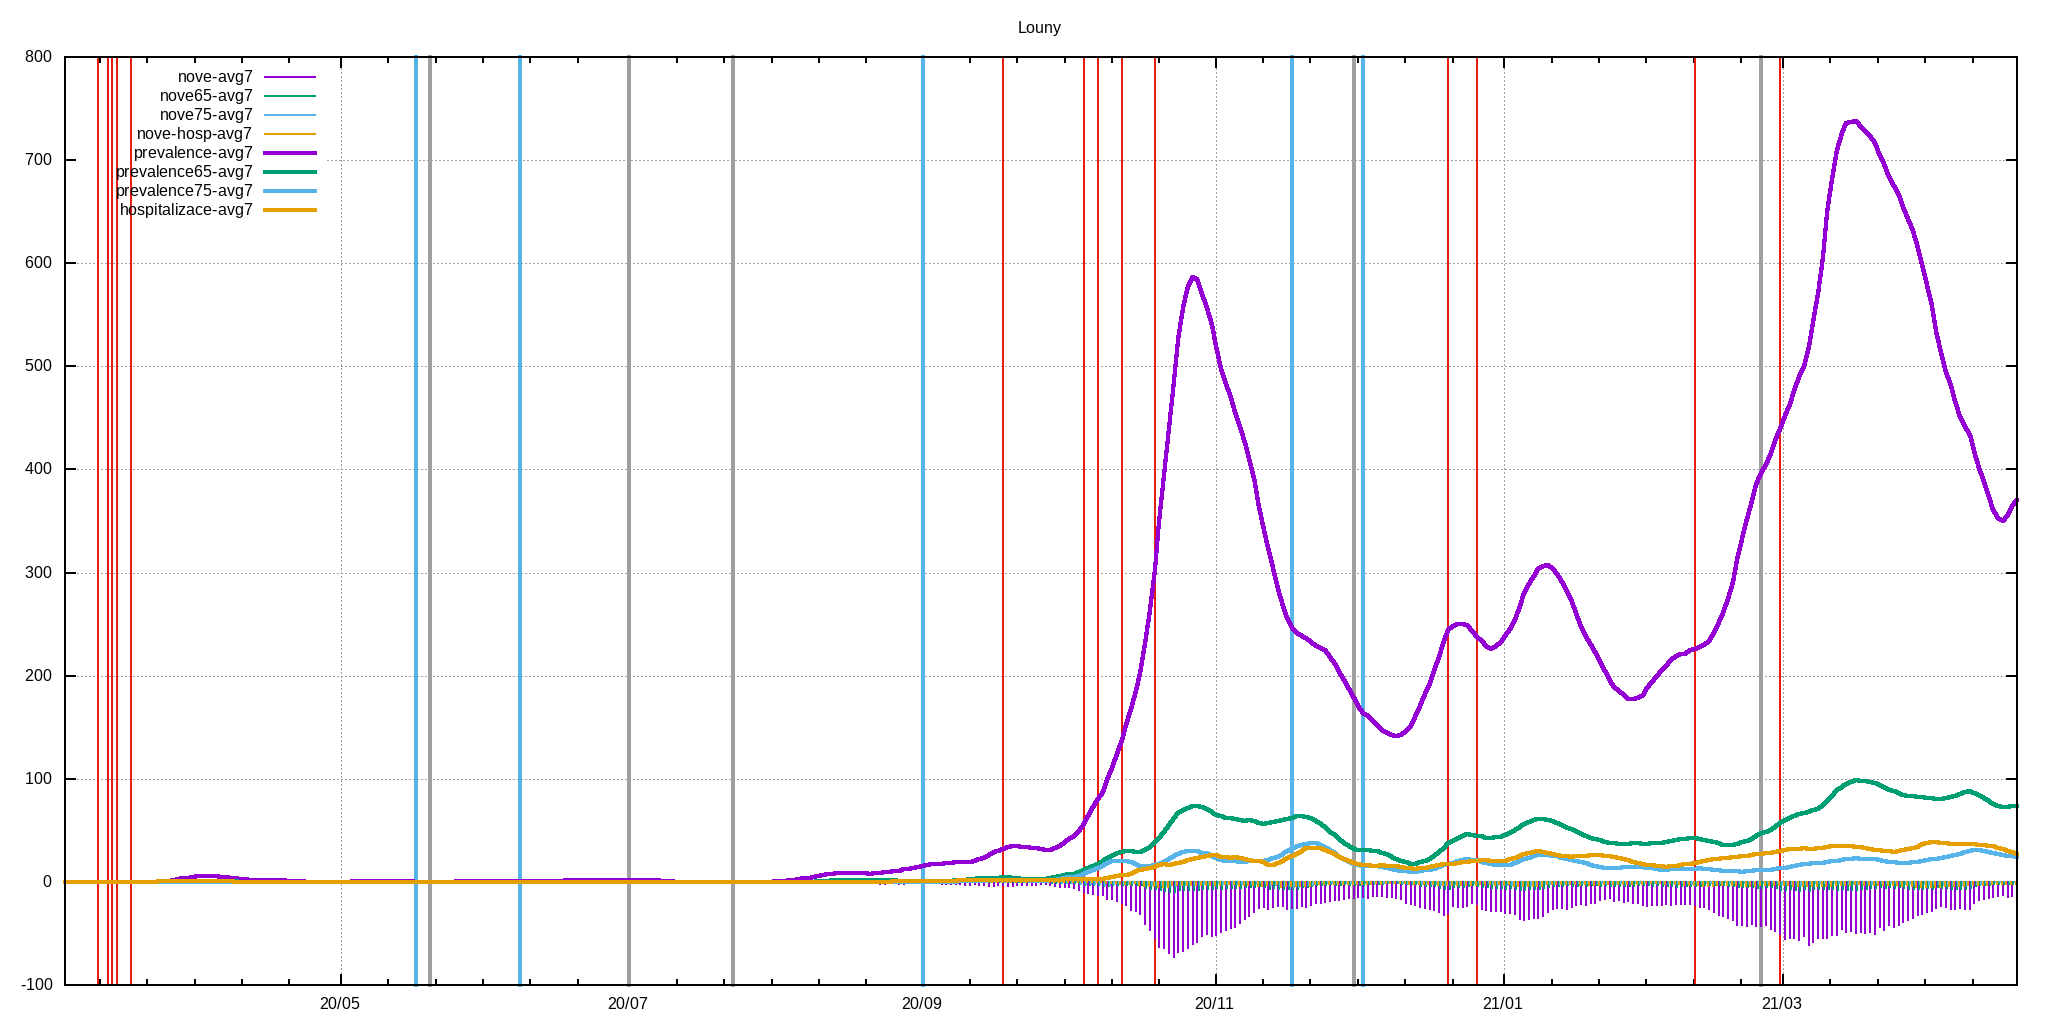 Louny
800
700
600
500
400
300
200
100
0
-100
nove-avg7
nove65-avg7
nove75-avg7
nove-hosp-avg7
prevalence-avg7
prevalence65-avg7
prevalence75-avg7
hospitalizace-avg7
20/05 20/07 20/09 20/11 21/01 21/03